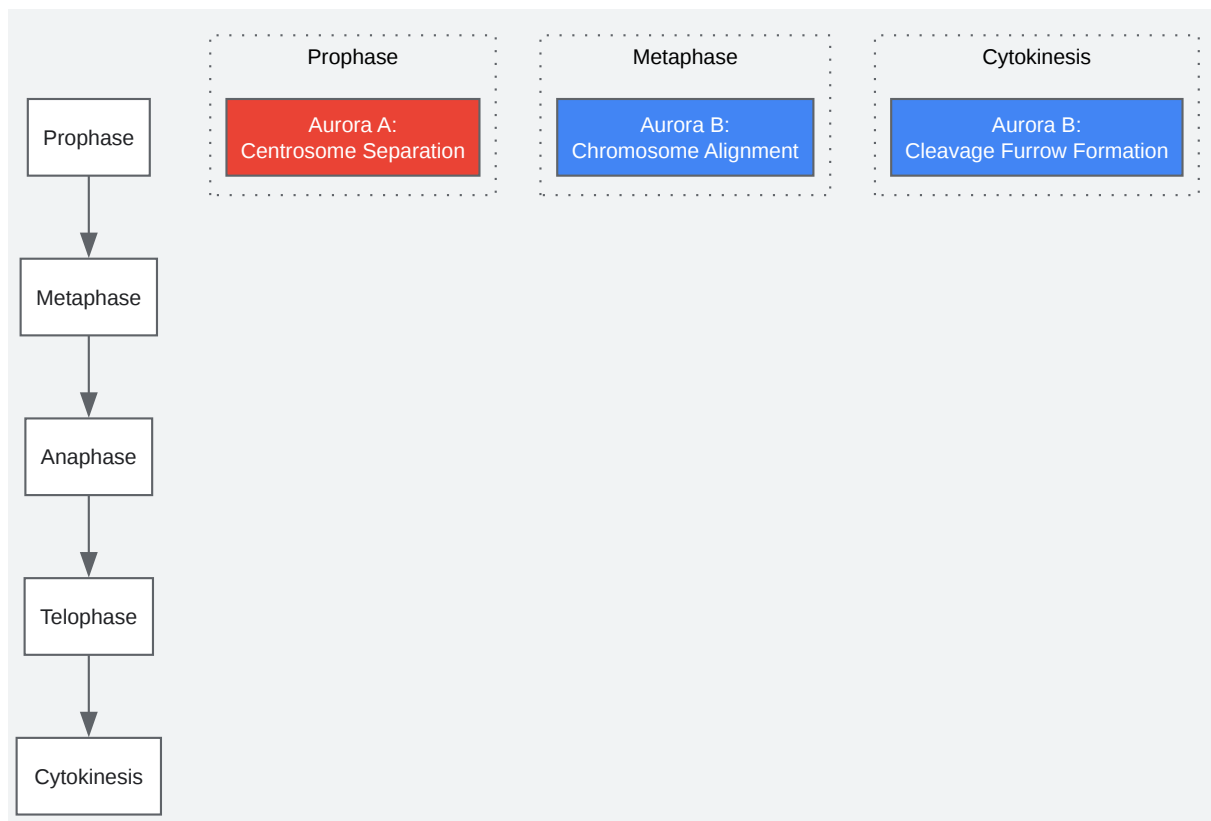 Prophase
Metaphase
Anaphase
Telophase
Cytokinesis
Prophase
Aurora A:
Centrosome Separation
Metaphase
Aurora B:
Chromosome Alignment
Cytokinesis
Aurora B:
Cleavage Furrow Formation